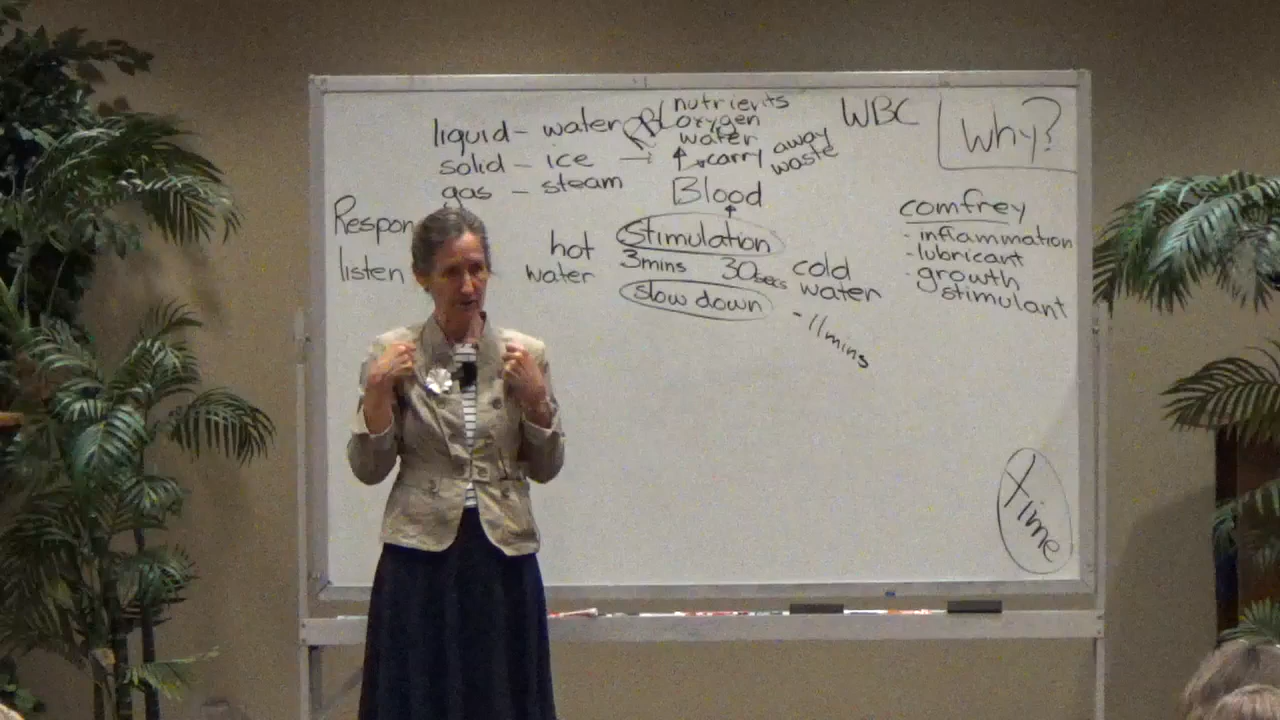 liquid - water
solid - ice →
gas - steam
RBC
nutrients
oxygen
water
carry away
waste
Blood
WBC
Why?
Respon
listen
hot
water
Stimulation
3mins 30secs
slow down
cold
water
- 11mins
comfrey
- inflammation
- lubricant
- growth
stimulant
time